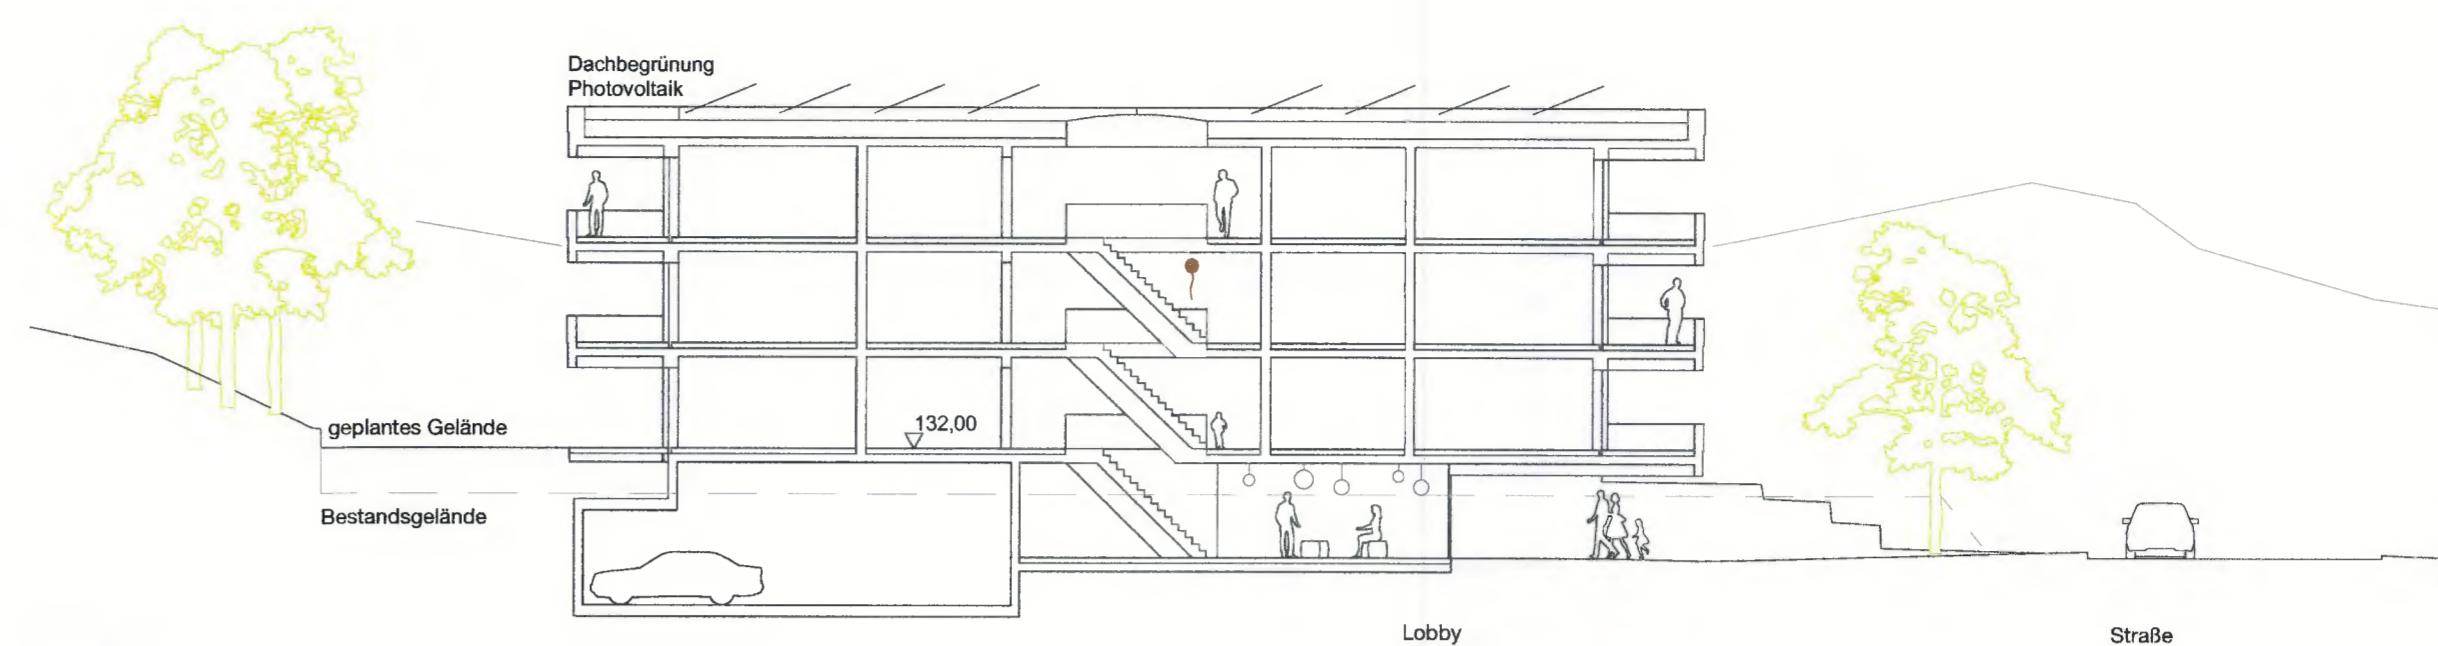 Dachbegrünung
Photovoltaik
132,00
geplantes Gelände
Bestandsgelände
Lobby
Straße